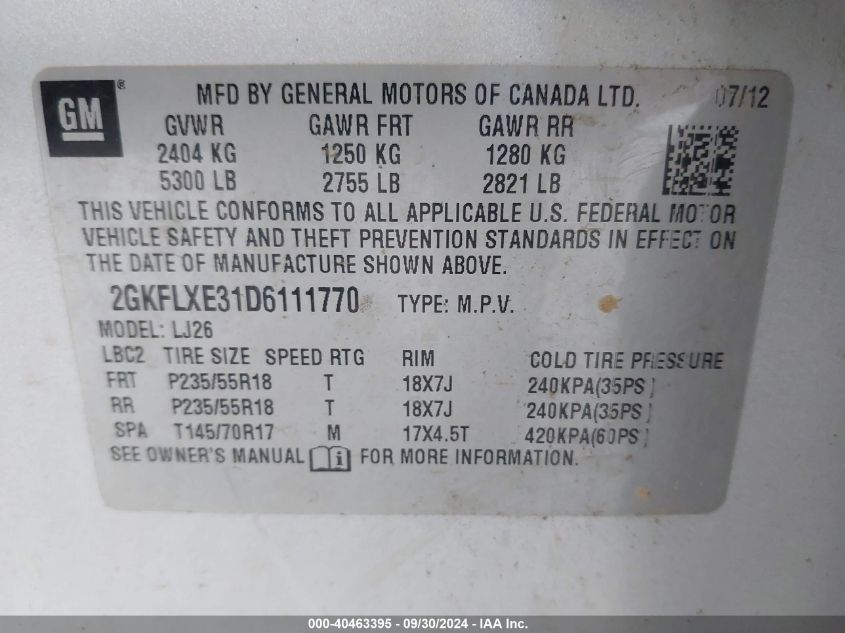 GM ® MFD BY GENERAL MOTORS OF CANADA LTD. 07/12
GVWR GAWR FRT GAWR RR
2404 KG 1250 KG 1280 KG
5300 LB 2755 LB 2821 LB
THIS VEHICLE CONFORMS TO ALL APPLICABLE U.S. FEDERAL MOTOR
VEHICLE SAFETY AND THEFT PREVENTION STANDARDS IN EFFECT ON
THE DATE OF MANUFACTURE SHOWN ABOVE.
2GKFLXE31D6111770 TYPE: M.P.V.
MODEL: LJ26
LBC2 TIRE SIZE SPEED RTG RIM COLD TIRE PRESSURE
FRT P235/55R18 T 18X7J 240KPA(35PS)
RR P235/55R18 T 18X7J 240KPA(35PS)
SPA T145/70R17 M 17X4.5T 420KPA(60PS)
SEE OWNER'S MANUAL i FOR MORE INFORMATION.
000-40463395 - 09/30/2024 - IAA Inc.